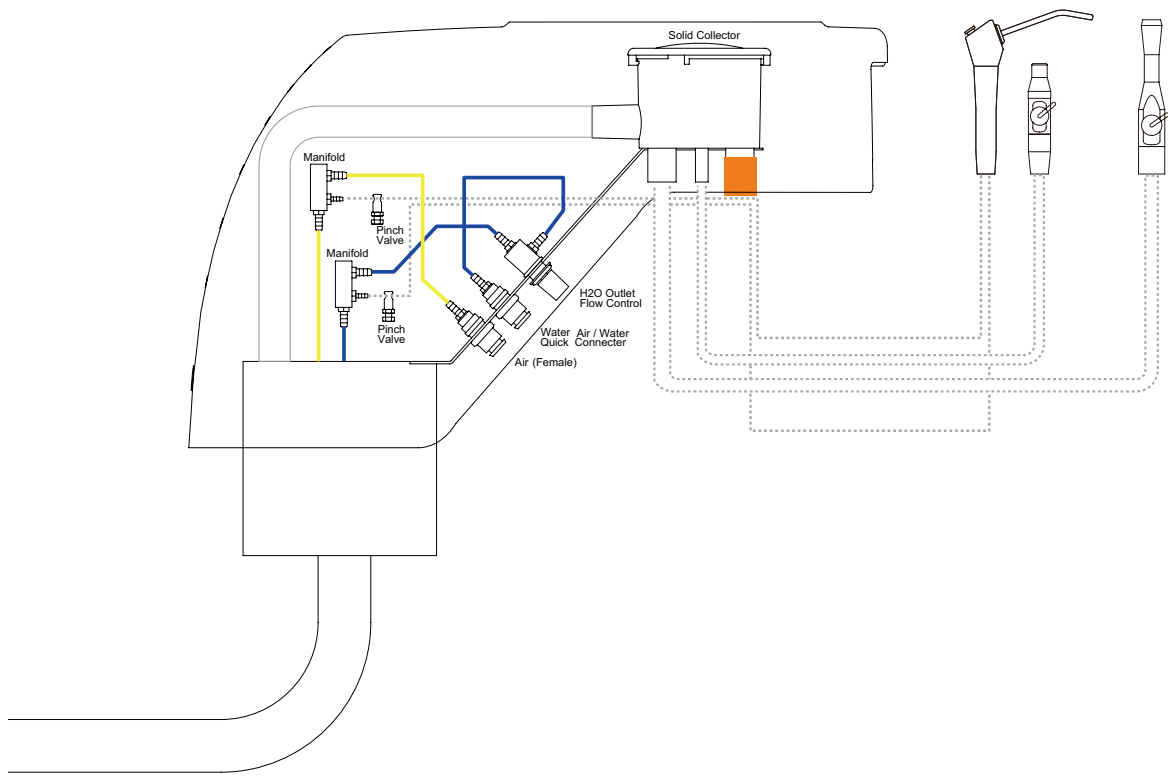 Solid Collector
Manifold
Pinch
Valve
Manifold
Pinch
Valve
H2O Outlet
Flow Control
Water
Quick
Air / Water
Connecter
Air (Female)